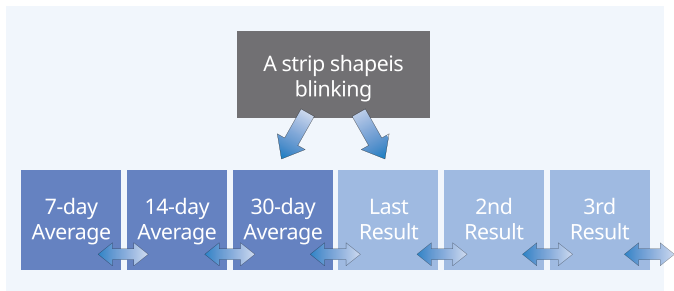 A strip shapeis
blinking
7-day
Average
14-day
Average
30-day
Average
Last
Result
2nd
Result
3rd
Result